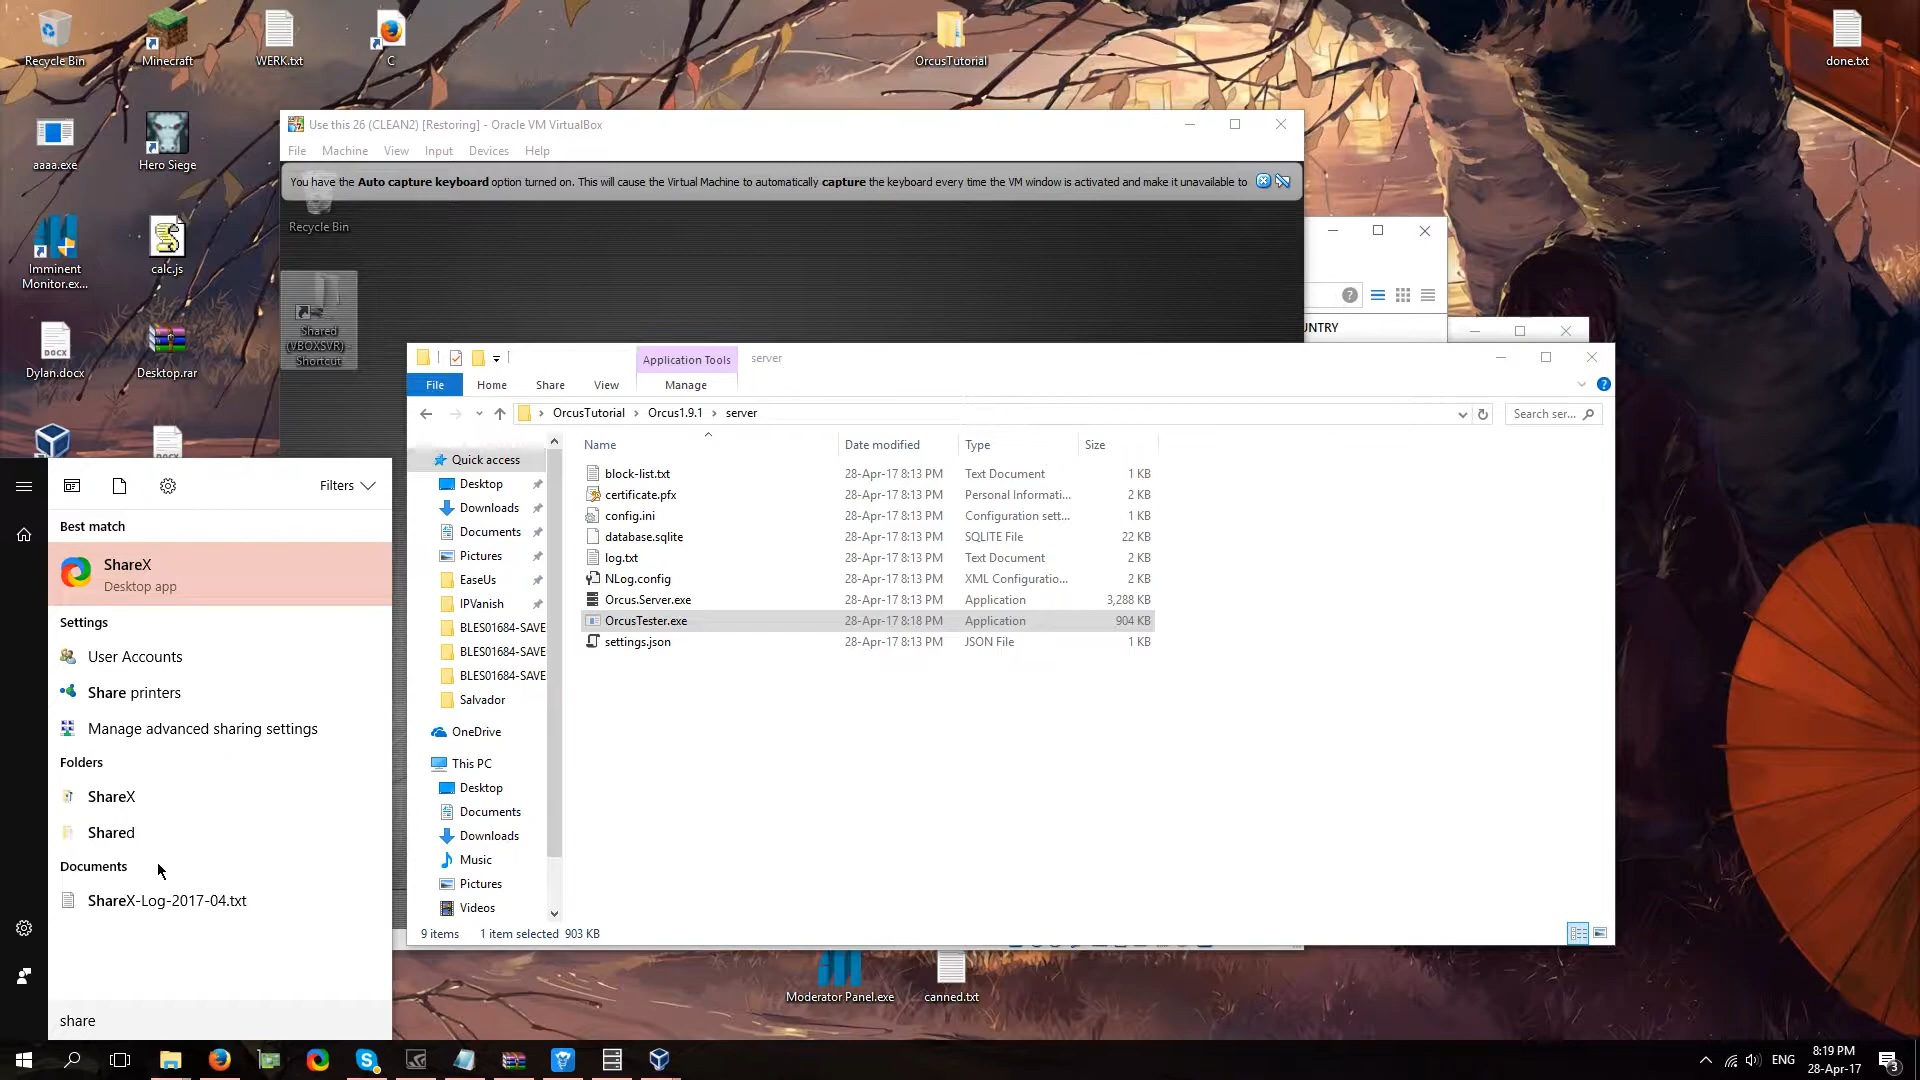 Recycle Bin
Minecraft
WERK.txt
C
OrcusTutorial
done.txt
aaaa.exe
Hero Siege
Imminent
Monitor.ex...
calc.js
Dylan.docx
Desktop.rar
Use this 26 (CLEAN2) [Restoring] - Oracle VM VirtualBox
File Machine View Input Devices Help
You have the Auto capture keyboard option turned on. This will cause the Virtual Machine to automatically capture the keyboard every time the VM window is activated and make it unavailable to
Recycle Bin
Shared
(VBOXSVR) -
Shortcut
UNTRY
Application Tools server
File Home Share View Manage
OrcusTutorial Orcus1.9.1 server
Search ser...
Name Date modified Type Size
block-list.txt 28-Apr-17 8:13 PM Text Document 1 KB
certificate.pfx 28-Apr-17 8:13 PM Personal Informati... 2 KB
config.ini 28-Apr-17 8:13 PM Configuration sett... 1 KB
database.sqlite 28-Apr-17 8:13 PM SQLITE File 22 KB
log.txt 28-Apr-17 8:13 PM Text Document 2 KB
NLog.config 28-Apr-17 8:13 PM XML Configuratio... 2 KB
Orcus.Server.exe 28-Apr-17 8:13 PM Application 3,288 KB
OrcusTester.exe 28-Apr-17 8:18 PM Application 904 KB
settings.json 28-Apr-17 8:13 PM JSON File 1 KB
Quick access
Desktop
Downloads
Documents
Pictures
EaseUs
IPVanish
BLES01684-SAVE
BLES01684-SAVE
BLES01684-SAVE
Salvador
OneDrive
This PC
Desktop
Documents
Downloads
Music
Pictures
Videos
9 items 1 item selected 903 KB
Filters
Best match
ShareX
Desktop app
Settings
User Accounts
Share printers
Manage advanced sharing settings
Folders
ShareX
Shared
Documents
ShareX-Log-2017-04.txt
share
Moderator Panel.exe
canned.txt
ENG
8:19 PM
28-Apr-17
3